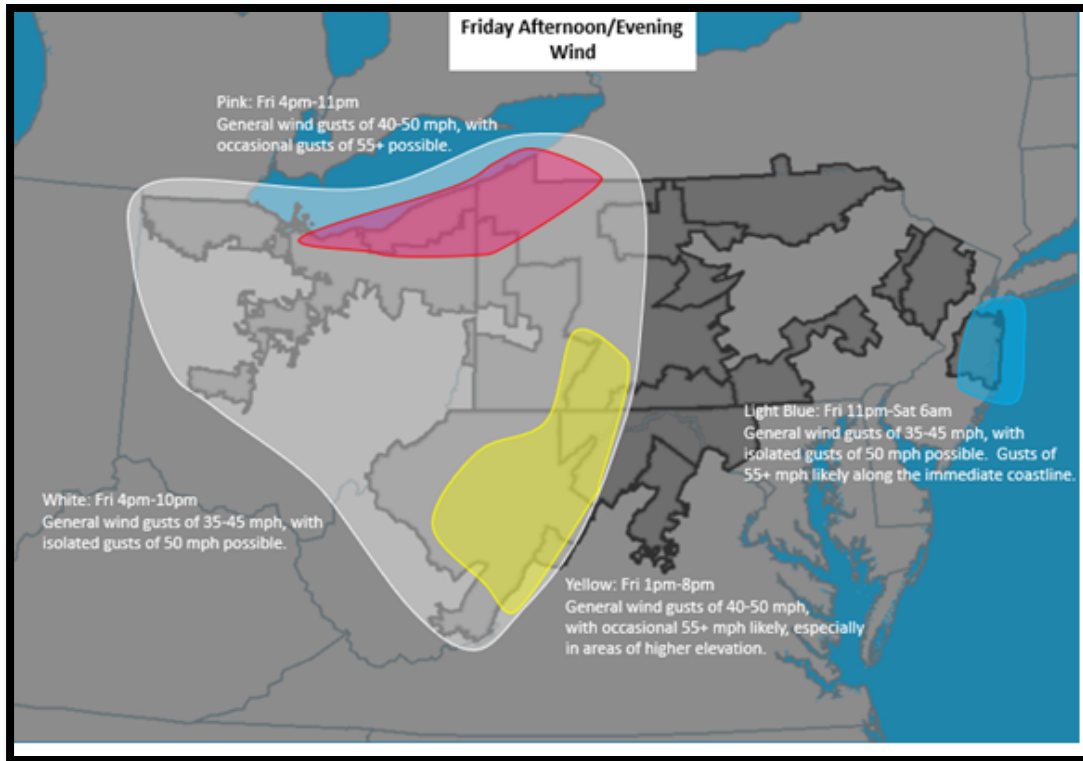 Friday Afternoon/Evening
Wind
Pink: Fri 4pm-11pm
General wind gusts of 40-50 mph, with
occasional gusts of 55+ possible.
Light Blue: Fri 11pm-Sat 6am
General wind gusts of 35-45 mph, with
isolated gusts of 50 mph possible.  Gusts of
55+ mph likely along the immediate coastline.
White: Fri 4pm-10pm
General wind gusts of 35-45 mph, with
isolated gusts of 50 mph possible.
Yellow: Fri 1pm-8pm
General wind gusts of 40-50 mph,
with occasional 55+ mph likely, especially
in areas of higher elevation.